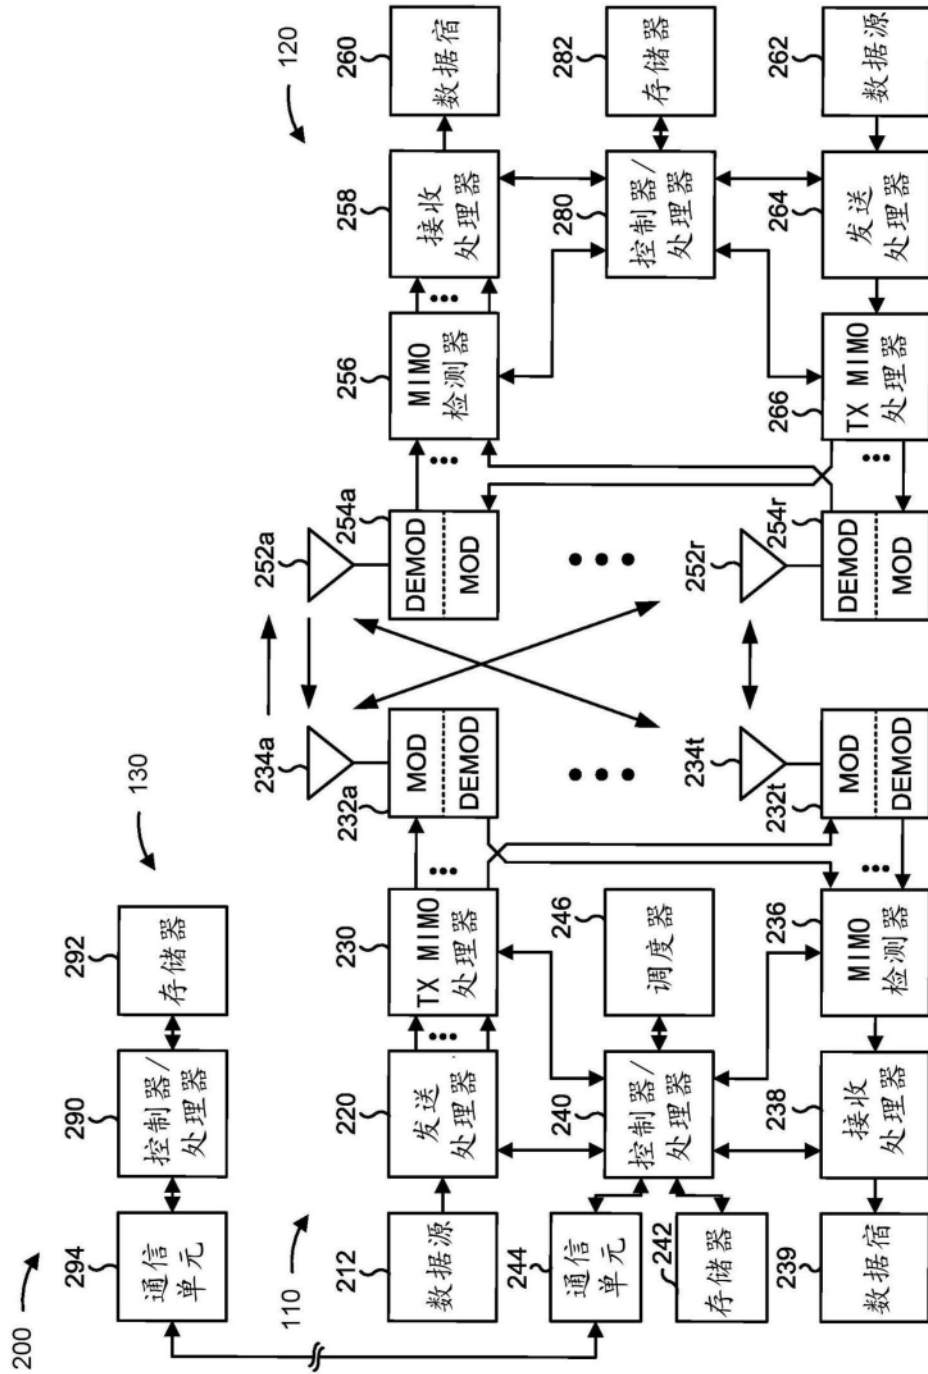 200
294
通信
单元
290
控制器/
处理器
292
存储器
130
110
212
数据源
220
发送
处理器
230
TX MIMO
处理器
232a
MOD
DEMOD
234a
252a
254a
DEMOD
MOD
256
MIMO
检测器
258
接收
处理器
260
数据宿
120
244
通信
单元
242
存储器
240
控制器/
处理器
246
调度器
280
控制器/
处理器
282
存储器
239
数据宿
238
接收
处理器
236
MIMO
检测器
232t
MOD
DEMOD
234t
252r
254r
DEMOD
MOD
266
TX MIMO
处理器
264
发送
处理器
262
数据源